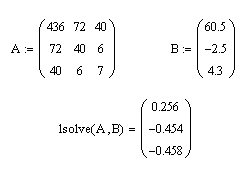 A := ( 436 72 40
72 40 6
40 6 7 )
B := ( 60.5
-2.5
4.3 )
lsolve(A,B) = ( 0.256
-0.454
-0.458 )